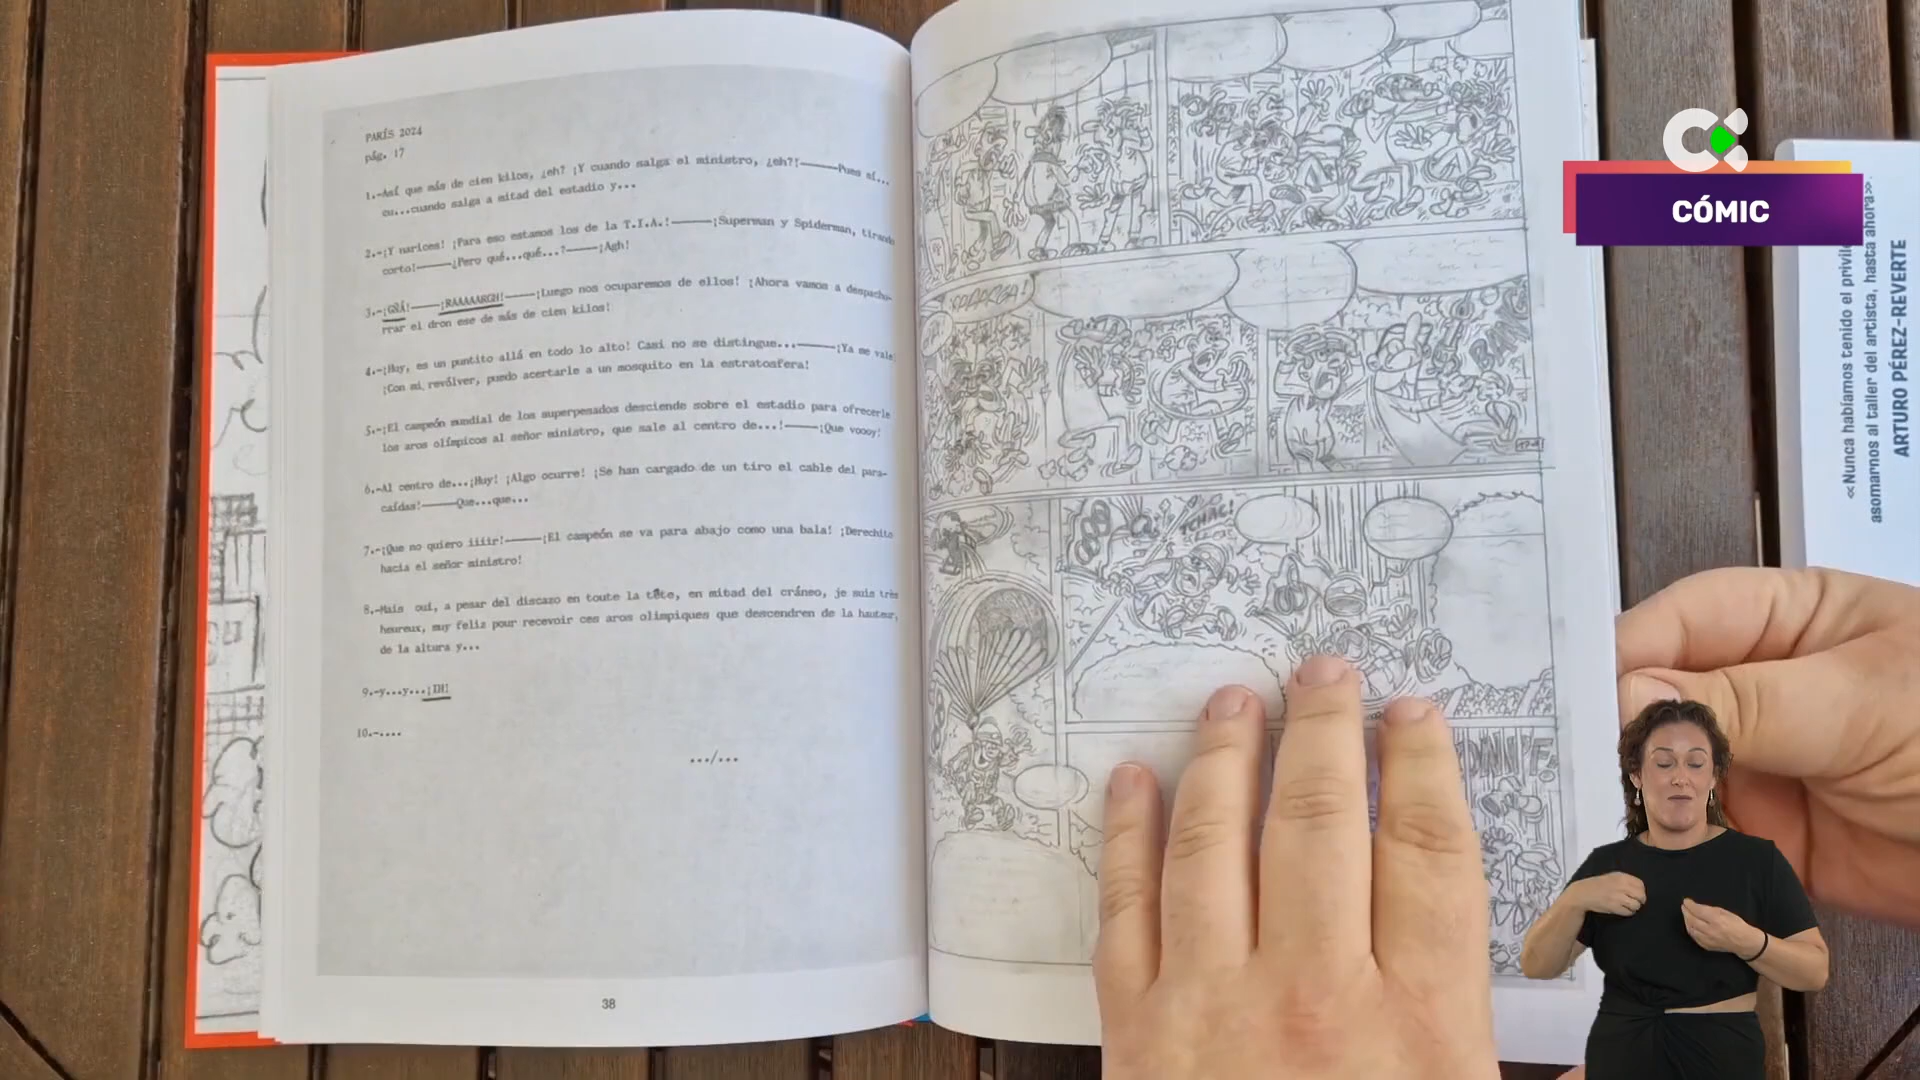 PARÍS 2024
pág. 17
1.-Así que más de cien kilos, ¿eh? ¡Y cuando salga el ministro, ¿eh?!——Pues sí...
cu...cuando salga a mitad del estadio y...
2.-¡Y narices! ¡Para eso estamos los de la T.I.A.!——¡Superman y Spiderman, tirando
corto!——¿Pero qué...qué...?——¡Agh!
3.-¡GÑÁ!——¡RAAAAARGH!——¡Luego nos ocuparemos de ellos! ¡Ahora vamos a despacho-
rrar el dron ese de más de cien kilos!
4.-¡Huy, es un puntito allá en todo lo alto! Casi no se distingue...——¡Ya me vale
¡Con mi revólver, puedo acertarle a un mosquito en la estratosfera!
5.-¡El campeón mundial de los superpesados desciende sobre el estadio para ofrecerle
los aros olímpicos al señor ministro, que sale al centro de...!——¡Que voooy!
6.-Al centro de...¡Huy! ¡Algo ocurre! ¡Se han cargado de un tiro el cable del para-
caídas!——Que...que...
7.-¡Que no quiero iiiir!——¡El campeón se va para abajo como una bala! ¡Derechito
hacia el señor ministro!
8.-Mais oui, a pesar del discazo en toute la tête, en mitad del cráneo, je suis très
heureux, muy feliz pour recevoir ces aros olimpiques que descendren de la hauteur,
de la altura y...
9.-y...y...¡IH!
10.-....
.../...
38
TCHAC!
CÓMIC
«Nunca habíamos tenido el
asomarnos al taller del artista, hasta ahora».
ARTURO PÉREZ-REVERTE